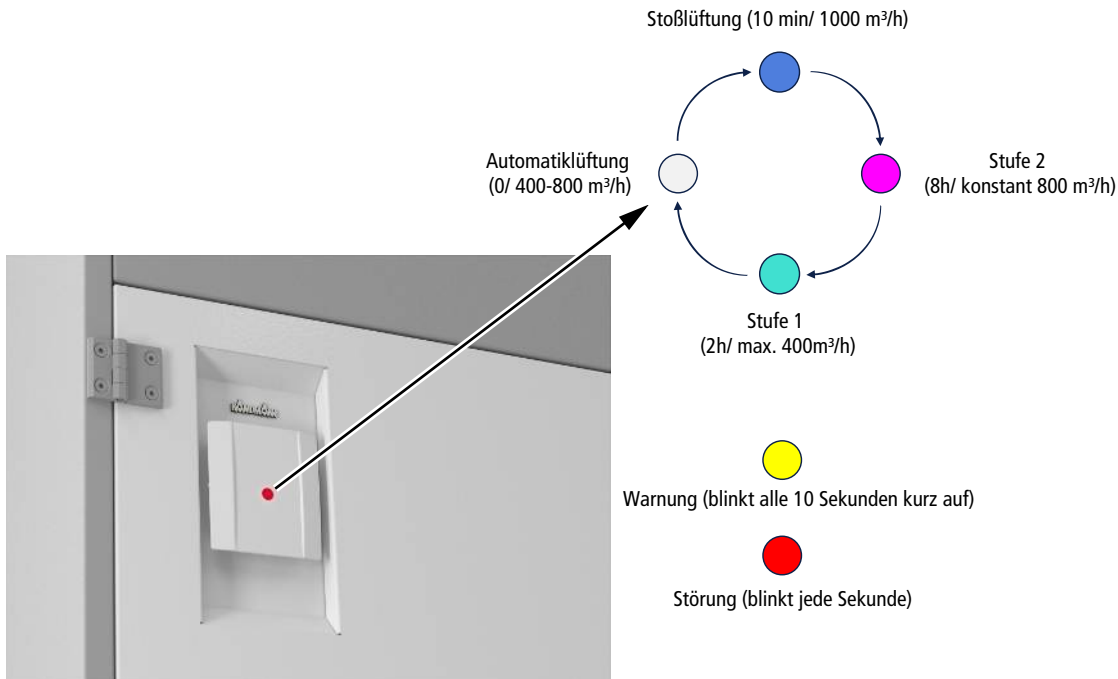 Stoßlüftung (10 min/ 1000 m³/h)
Automatiklüftung
(0/ 400-800 m³/h)
Stufe 2
(8h/ konstant 800 m³/h)
Stufe 1
(2h/ max. 400m³/h)
Warnung (blinkt alle 10 Sekunden kurz auf)
Störung (blinkt jede Sekunde)